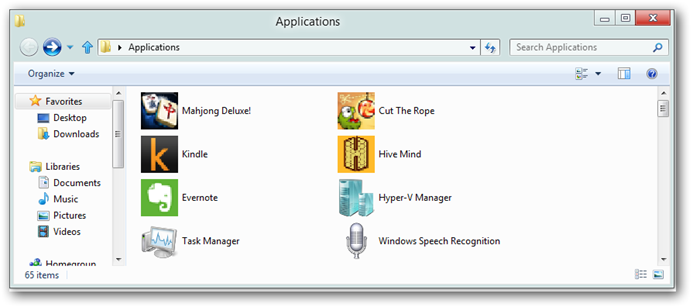 Applications
Applications
Search Applications
Organize
Favorites
Desktop
Downloads
Libraries
Documents
Music
Pictures
Videos
Homegroup
Mahjong Deluxe!
Cut The Rope
Kindle
Hive Mind
Evernote
Hyper-V Manager
Task Manager
Windows Speech Recognition
65 items